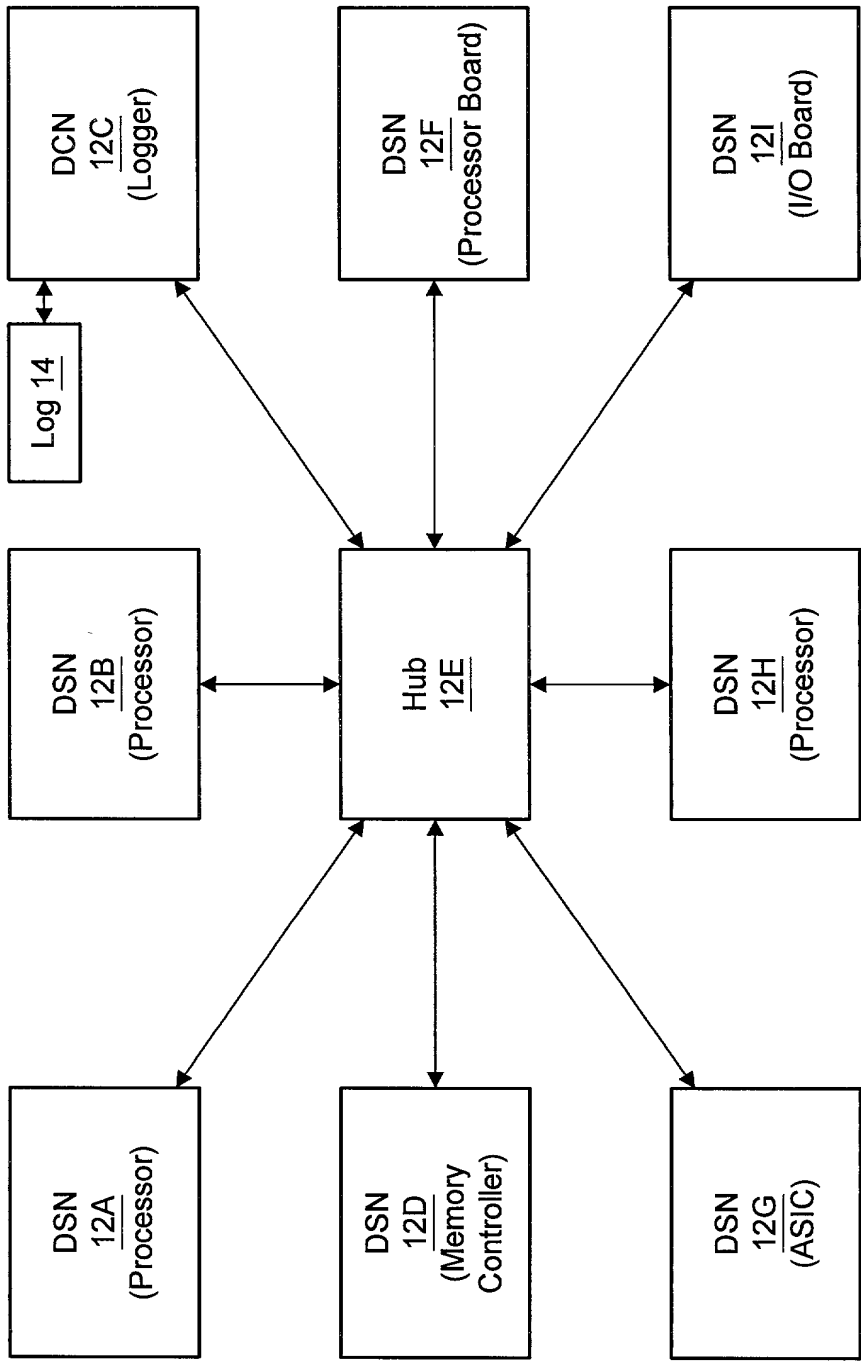 DSN
12A
(Processor)
DSN
12B
(Processor)
Log 14
DCN
12C
(Logger)
DSN
12D
(Memory
Controller)
Hub
12E
DSN
12F
(Processor Board)
DSN
12G
(ASIC)
DSN
12H
(Processor)
DSN
12I
(I/O Board)